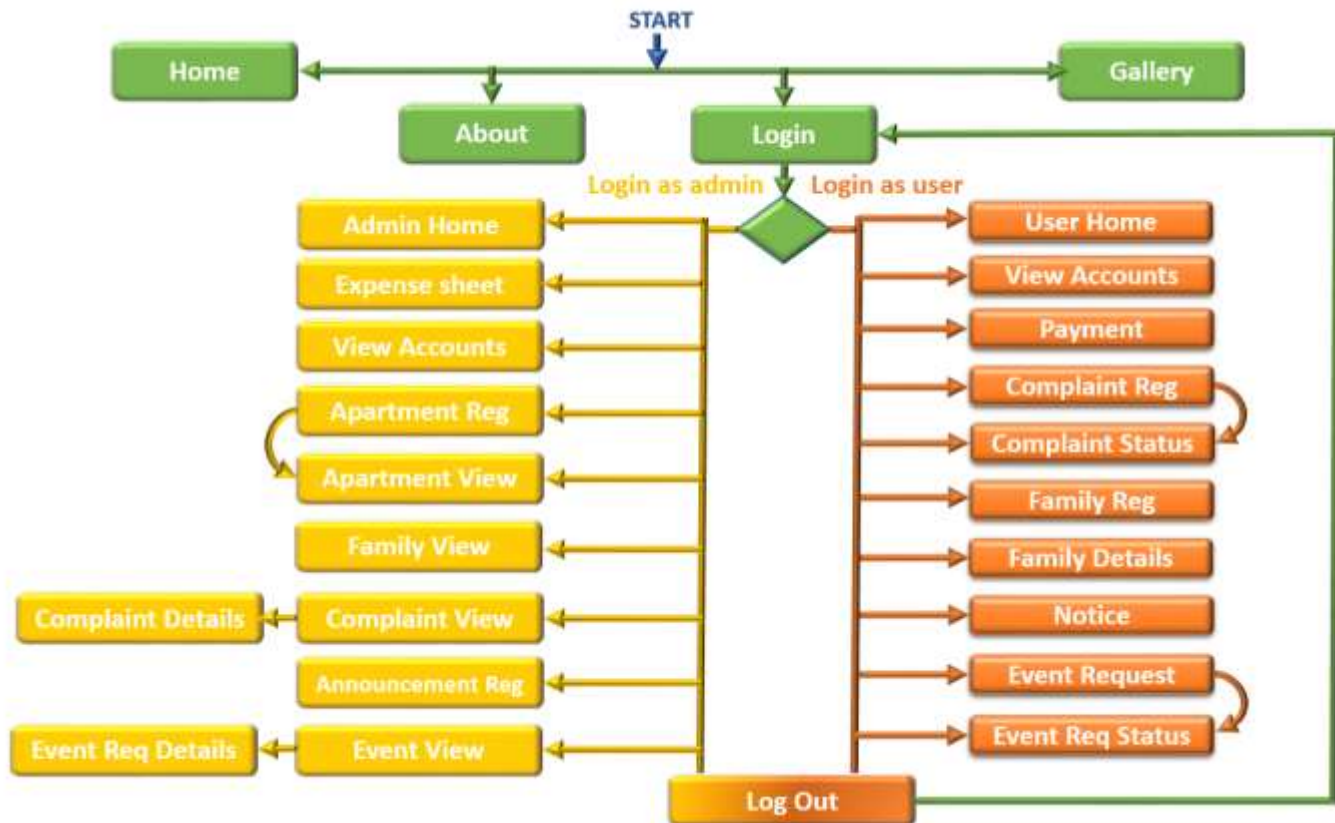 START
Home
Gallery
About
Login
Login as admin
Login as user
Admin Home
User Home
Expense sheet
View Accounts
View Accounts
Payment
Apartment Reg
Complaint Reg
Apartment View
Complaint Status
Family View
Family Reg
Family Details
Complaint Details
Complaint View
Notice
Announcement Reg
Event Request
Event Req Details
Event View
Event Req Status
Log Out